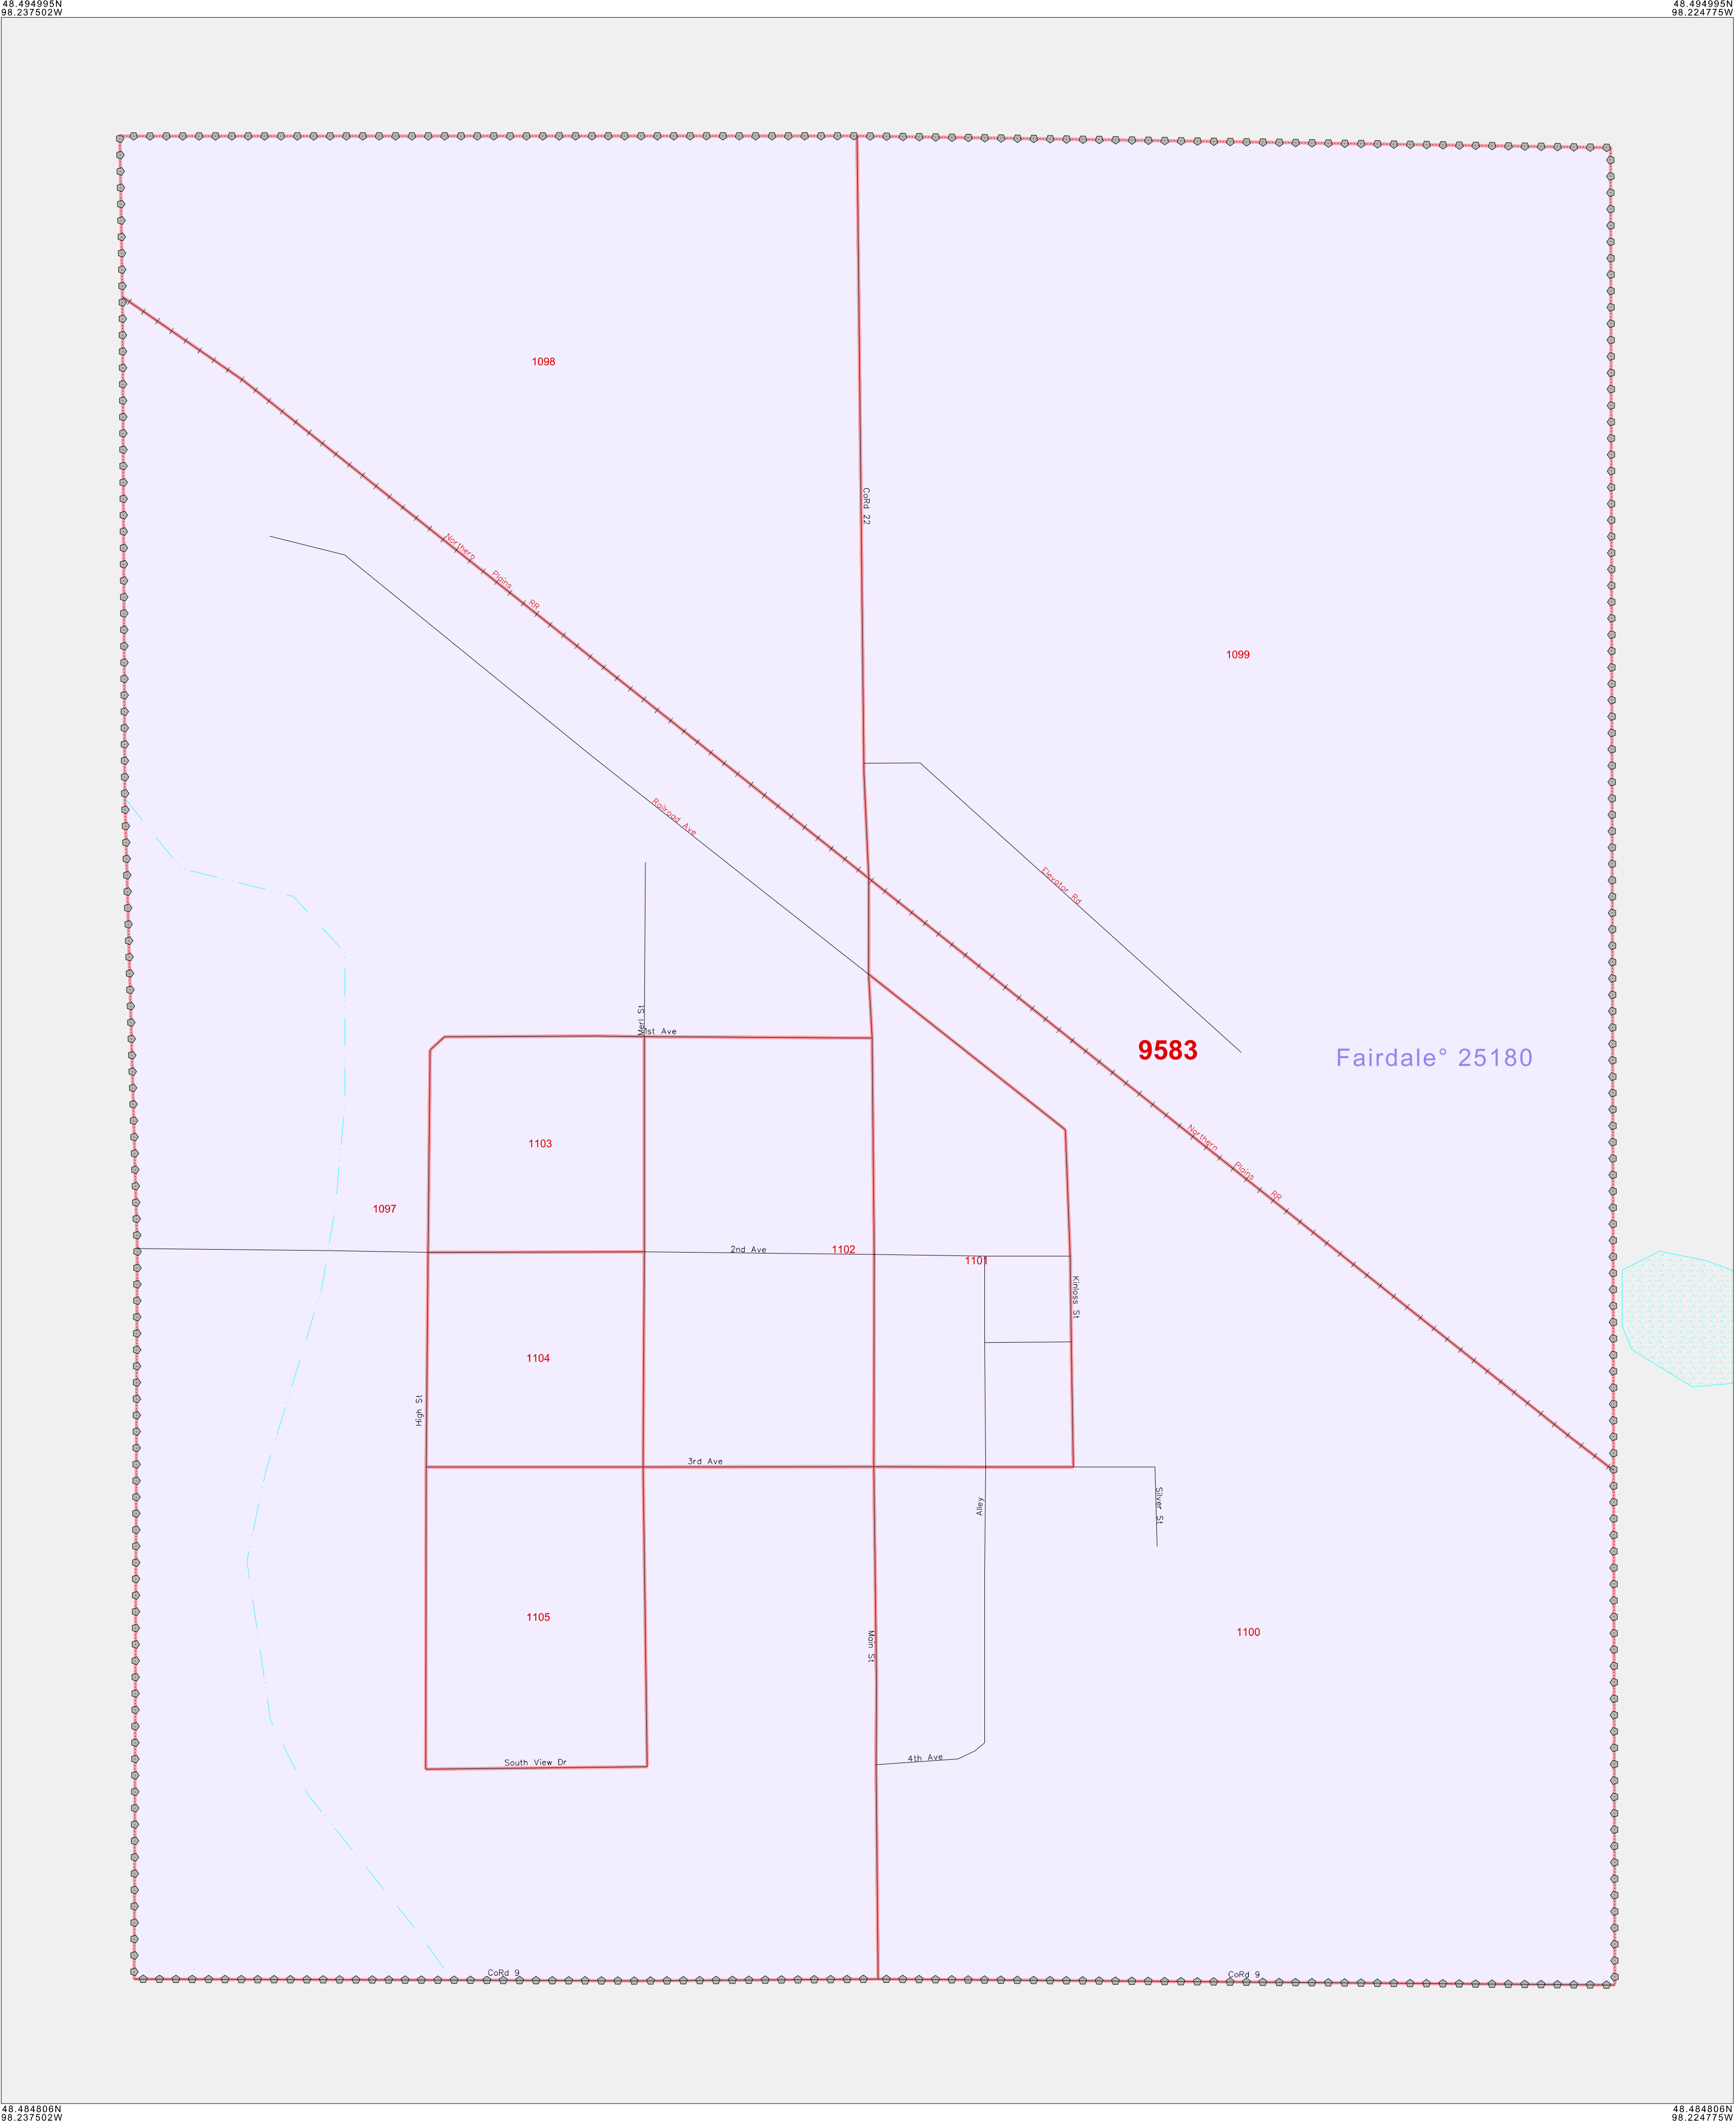 48.494995N
98.237502W
48.494995N
98.224775W
1098
CoRd 22
Northern Plains RR
1099
Railroad Ave
Elevator Rd
Merl St
1st Ave
9583
Fairdale° 25180
1103
Northern Plains RR
1097
2nd Ave
1102
1101
Kinloss St
1104
High St
3rd Ave
Alley
Silver St
1105
Main St
1100
South View Dr
4th Ave
CoRd 9
CoRd 9
48.484806N
98.237502W
48.484806N
98.224775W